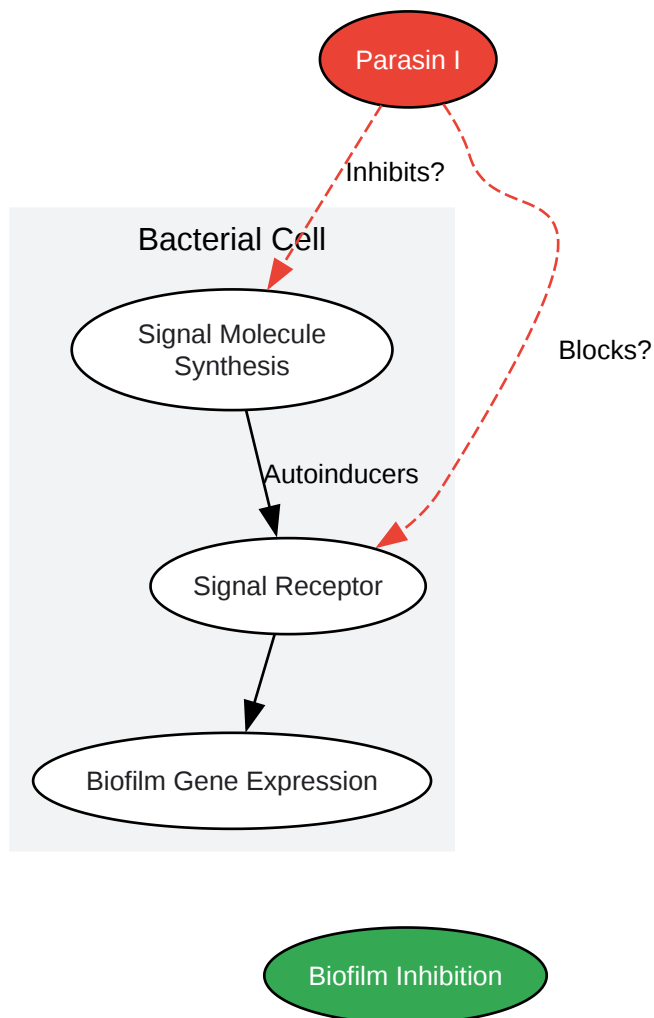 Parasin I
Inhibits?
Bacterial Cell
Signal Molecule
Synthesis
Blocks?
Autoinducers
Signal Receptor
Biofilm Gene Expression
Biofilm Inhibition